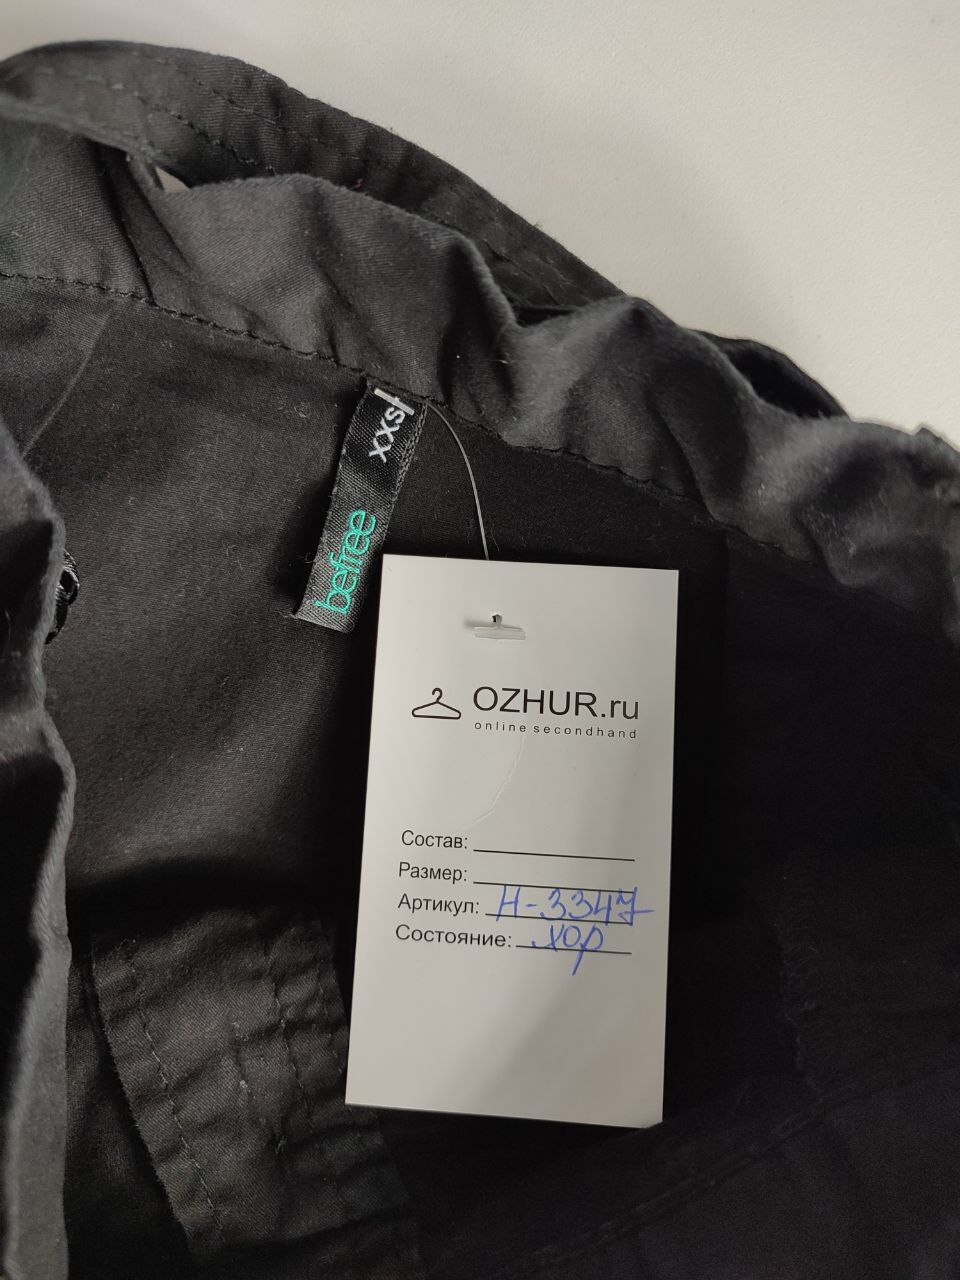 xxs
befree
OZHUR.ru
online secondhand
Состав:
Размер:
Артикул: Н-3347
Состояние: хор